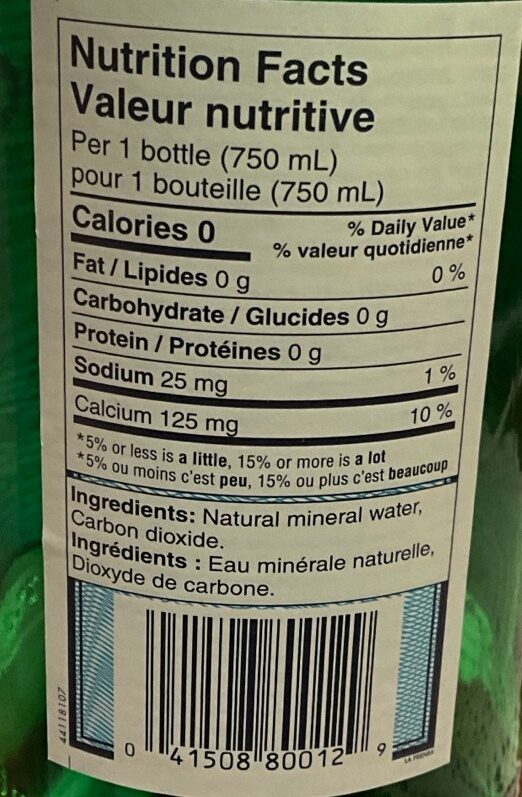 Nutrition Facts
Valeur nutritive
Per 1 bottle (750 mL)
pour 1 bouteille (750 mL)
Calories 0
% Daily Value*
% valeur quotidienne*
Fat / Lipides 0 g 0 %
Carbohydrate / Glucides 0 g
Protein / Protéines 0 g
Sodium 25 mg 1 %
Calcium 125 mg 10 %
*5% or less is a little, 15% or more is a lot
*5% ou moins c'est peu, 15% ou plus c'est beaucoup
Ingredients: Natural mineral water,
Carbon dioxide.
Ingrédients : Eau minérale naturelle,
Dioxyde de carbone.
44118107
0 41508 80012 9
LA PRENSA